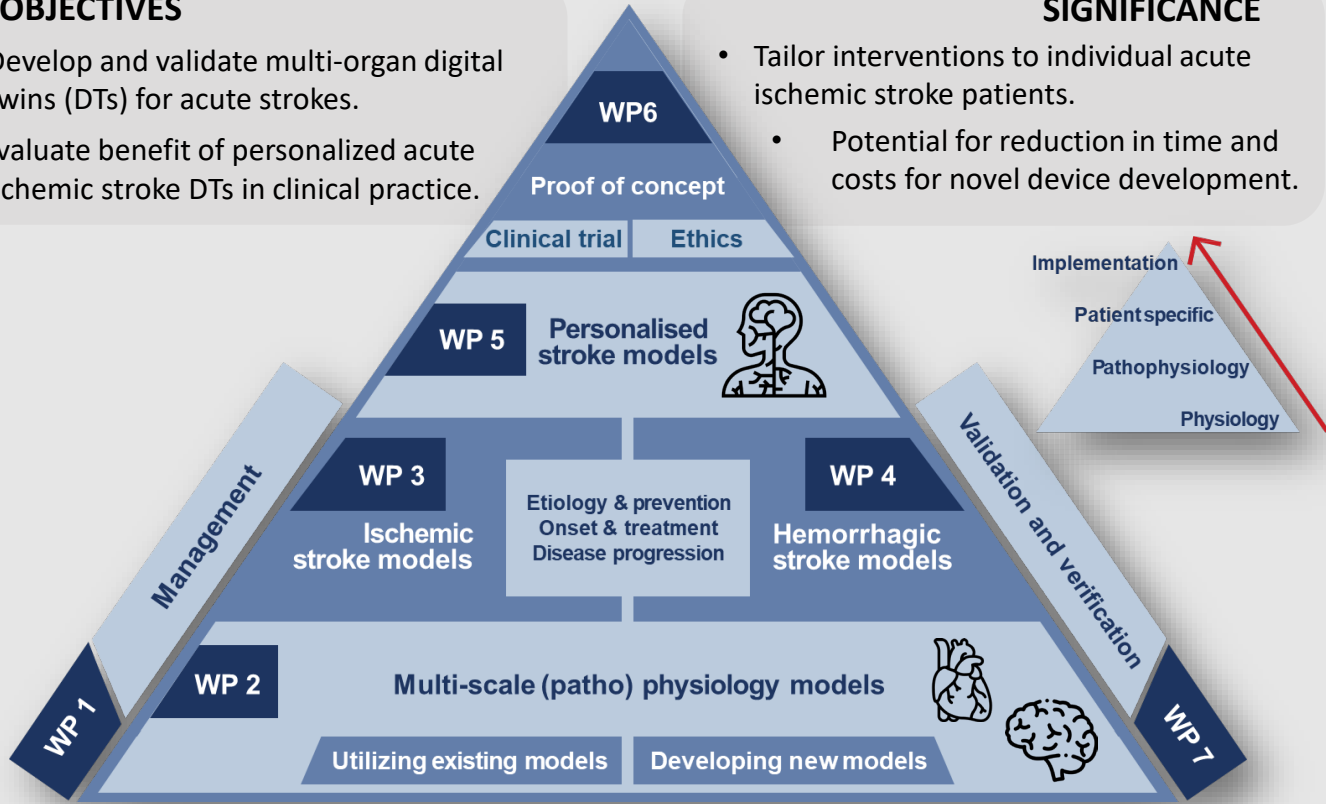 OBJECTIVES
Develop and validate multi-organ digital
wins (DTs) for acute strokes.
valuate benefit of personalized acute
schemic stroke DTs in clinical practice.
SIGNIFICANCE
• Tailor interventions to individual acute
ischemic stroke patients.
• Potential for reduction in time and
costs for novel device development.
WP6
Proof of concept
Clinical trial
Ethics
WP 5
Personalised
stroke models
WP 3
Ischemic
stroke models
Etiology & prevention
Onset & treatment
Disease progression
WP 4
Hemorrhagic
stroke models
WP 2
Multi-scale (patho) physiology models
Utilizing existing models
Developing new models
Management
WP 1
Validation and verification
WP 7
Implementation
Patient specific
Pathophysiology
Physiology